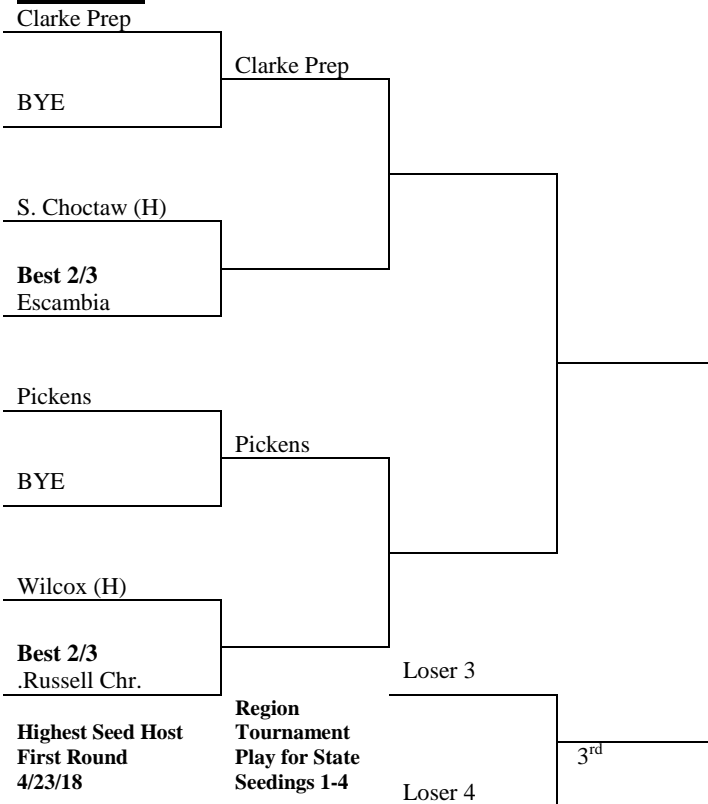 Clarke Prep
Clarke Prep
BYE
S. Choctaw (H)
Best 2/3
Escambia
Pickens
Pickens
BYE
Wilcox (H)
Best 2/3
.Russell Chr.
Highest Seed Host
First Round
4/23/18
Region
Tournament
Play for State
Seedings 1-4
Loser 3
3rd
Loser 4